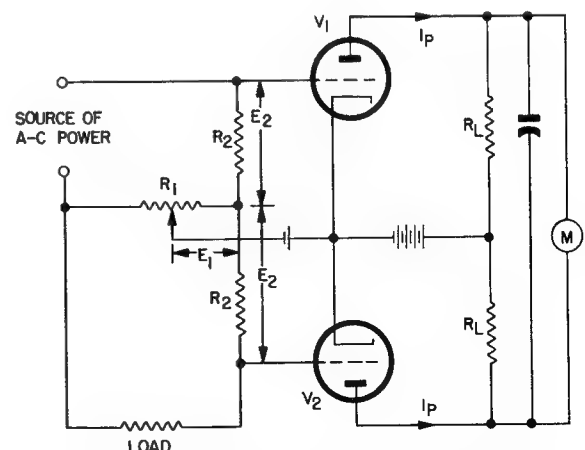 V1
IP
SOURCE OF
A-C POWER
R2
E2
RL
R1
M
E1
E2
R2
RL
V2
IP
LOAD